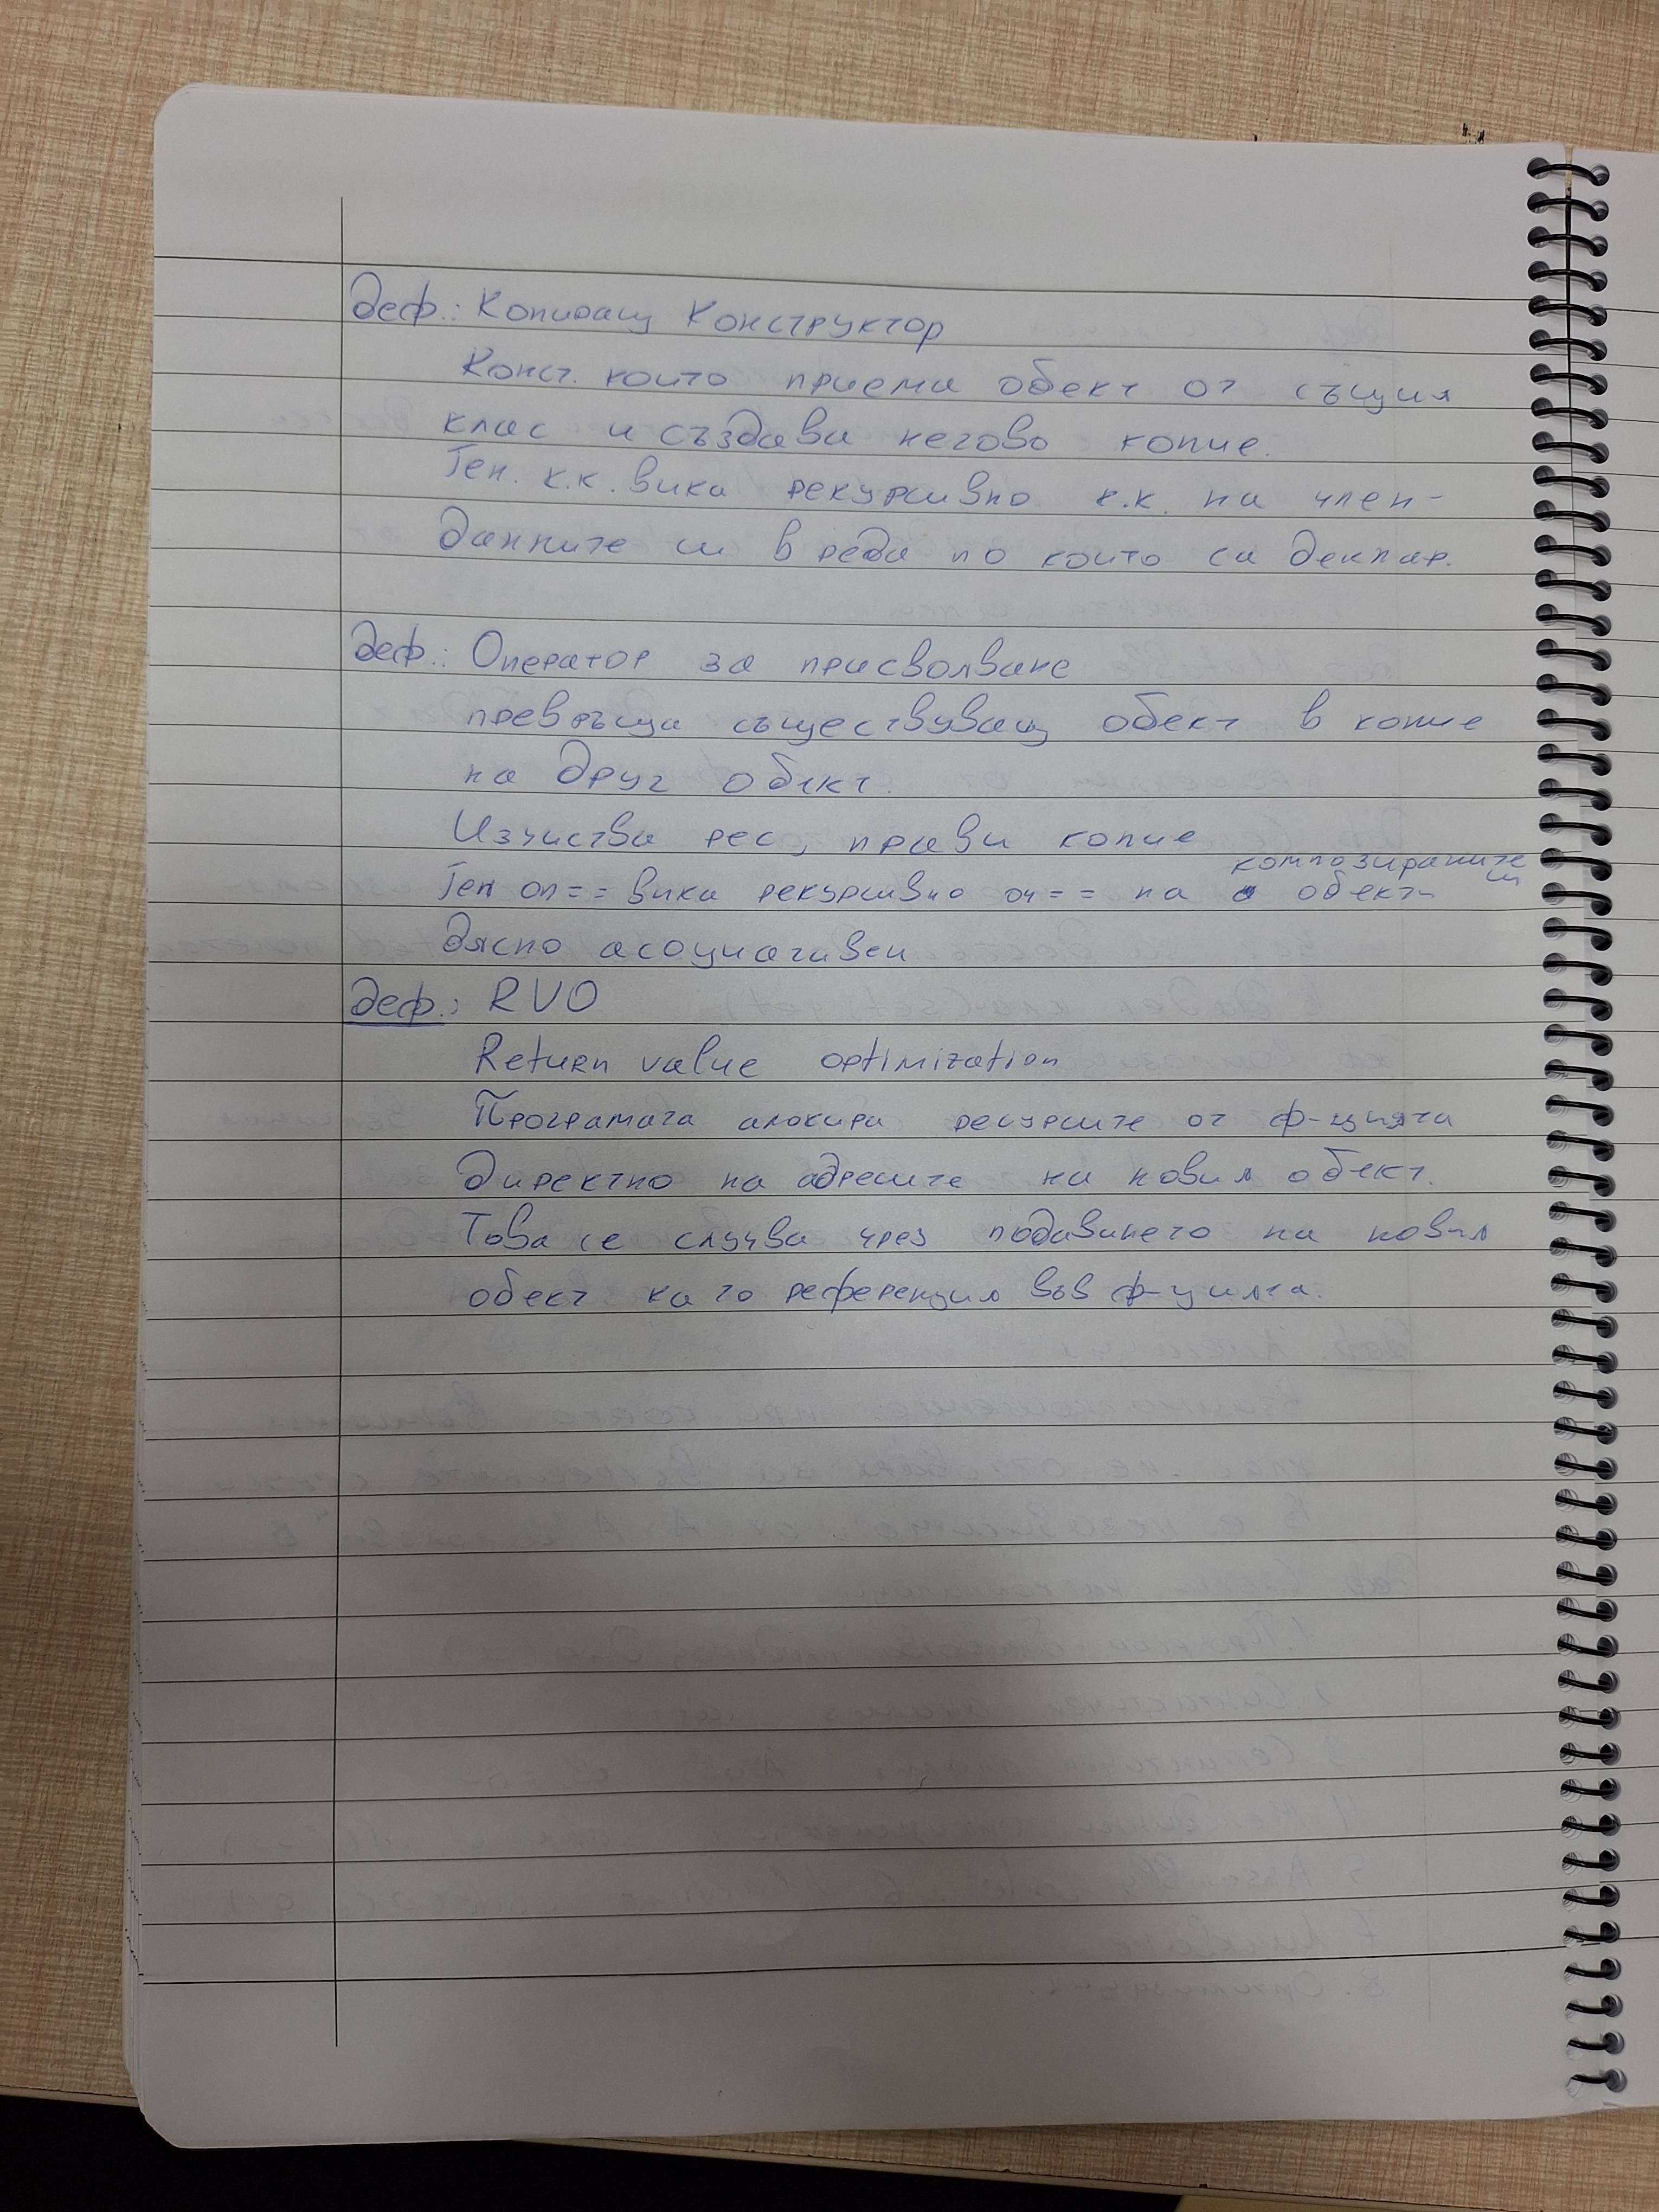 деф.: Копиращ Конструктор
Конст. който приема обект от същия
клас и създава негово копие.
Ген. к.к. вика рекурсивно к.к. на член-
данните си в реда по който са деклар.
деф.: Оператор за присволване
превръща съществуващ обект в копие
на друг обект.
Изчиства рес, прави копие
композираните
Ген оп== вика рекурсивно оп== на обекти си
дясно асоциативен
деф.: RVO
Return value optimization
Програмата алокира ресурсите от ф-цията
директно на адресите на новия обект.
Това се случва чрез подаването на новия
обект като референция във ф-цията.